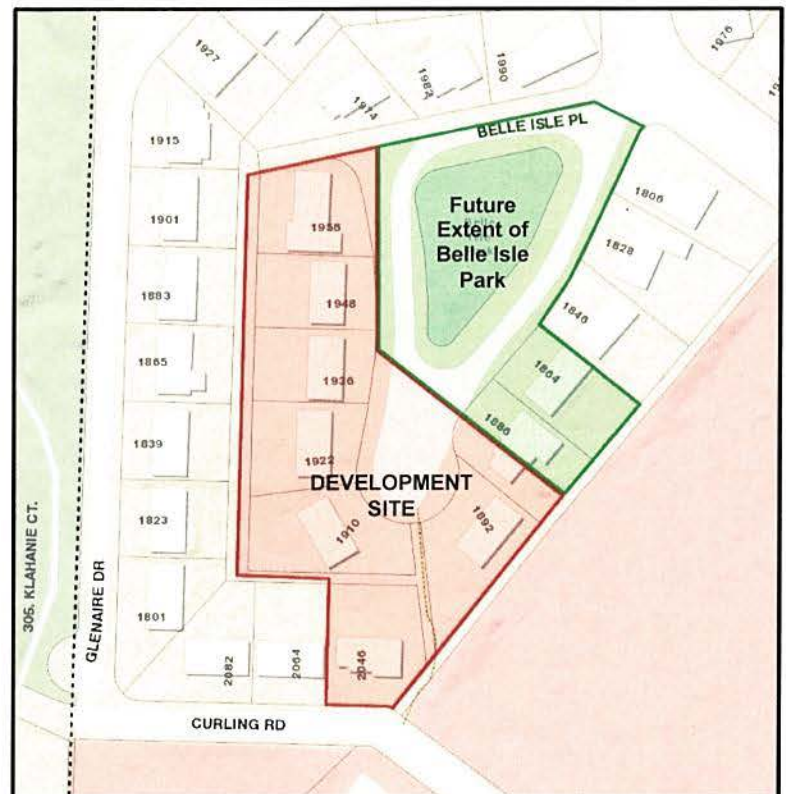 1927
1974
1982
1990
1976
1915
BELLE ISLE PL
1901
1958
Future
Extent of
Belle Isle
Park
1806
1828
1883
1948
1846
1865
1936
1864
1886
1839
1922
DEVELOPMENT
SITE
1823
1910
1892
305, KLAHANIE CT.
GLENAIRE DR
1801
2082
2064
2046
CURLING RD